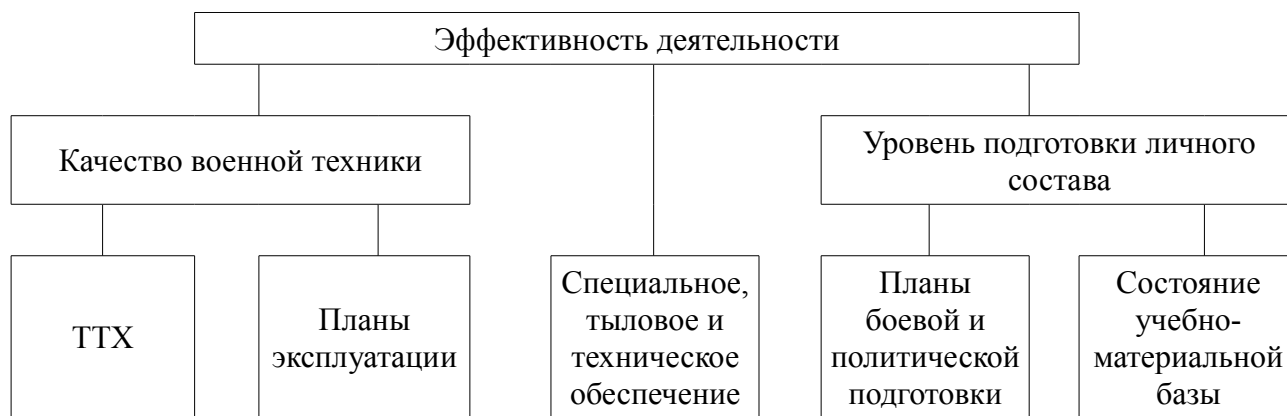 Эффективность деятельности
Качество военной техники
Уровень подготовки личного
состава
ТТХ
Планы
эксплуатации
Специальное,
тыловое и
техническое
обеспечение
Планы
боевой и
политической
подготовки
Состояние
учебно-
материальной
базы